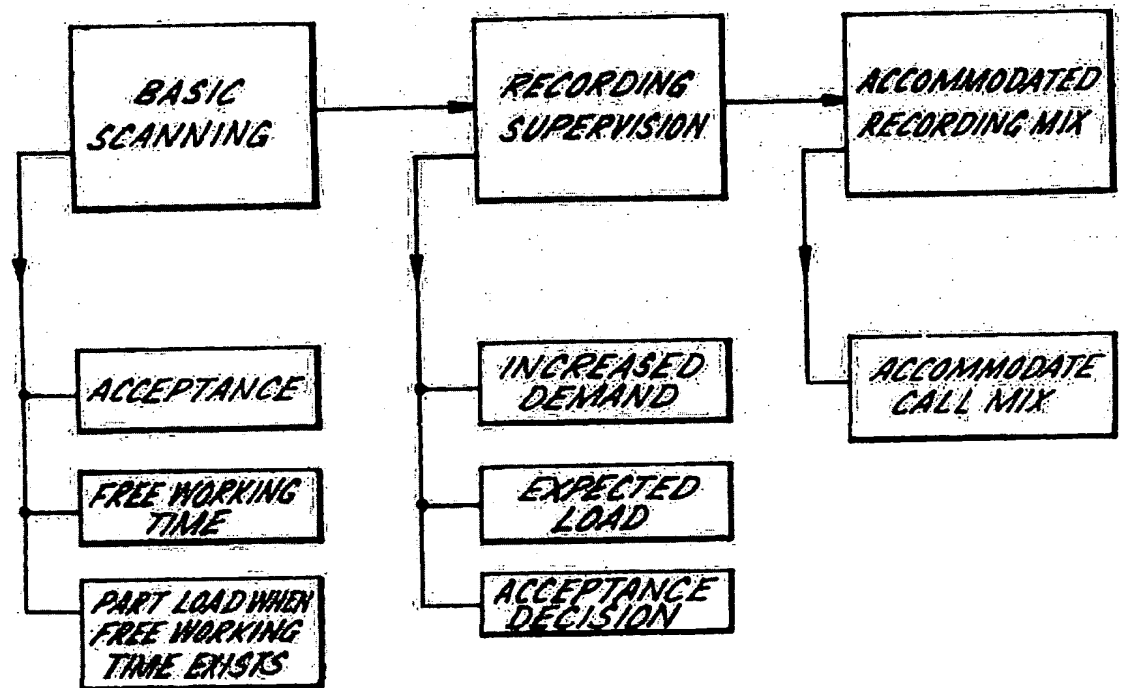 BASIC
SCANNING
RECORDING
SUPERVISION
ACCOMMODATED
RECORDING MIX
ACCEPTANCE
FREE WORKING
TIME
PART LOAD WHEN
FREE WORKING
TIME EXISTS
INCREASED
DEMAND
EXPECTED
LOAD
ACCEPTANCE
DECISION
ACCOMMODATE
CALL MIX